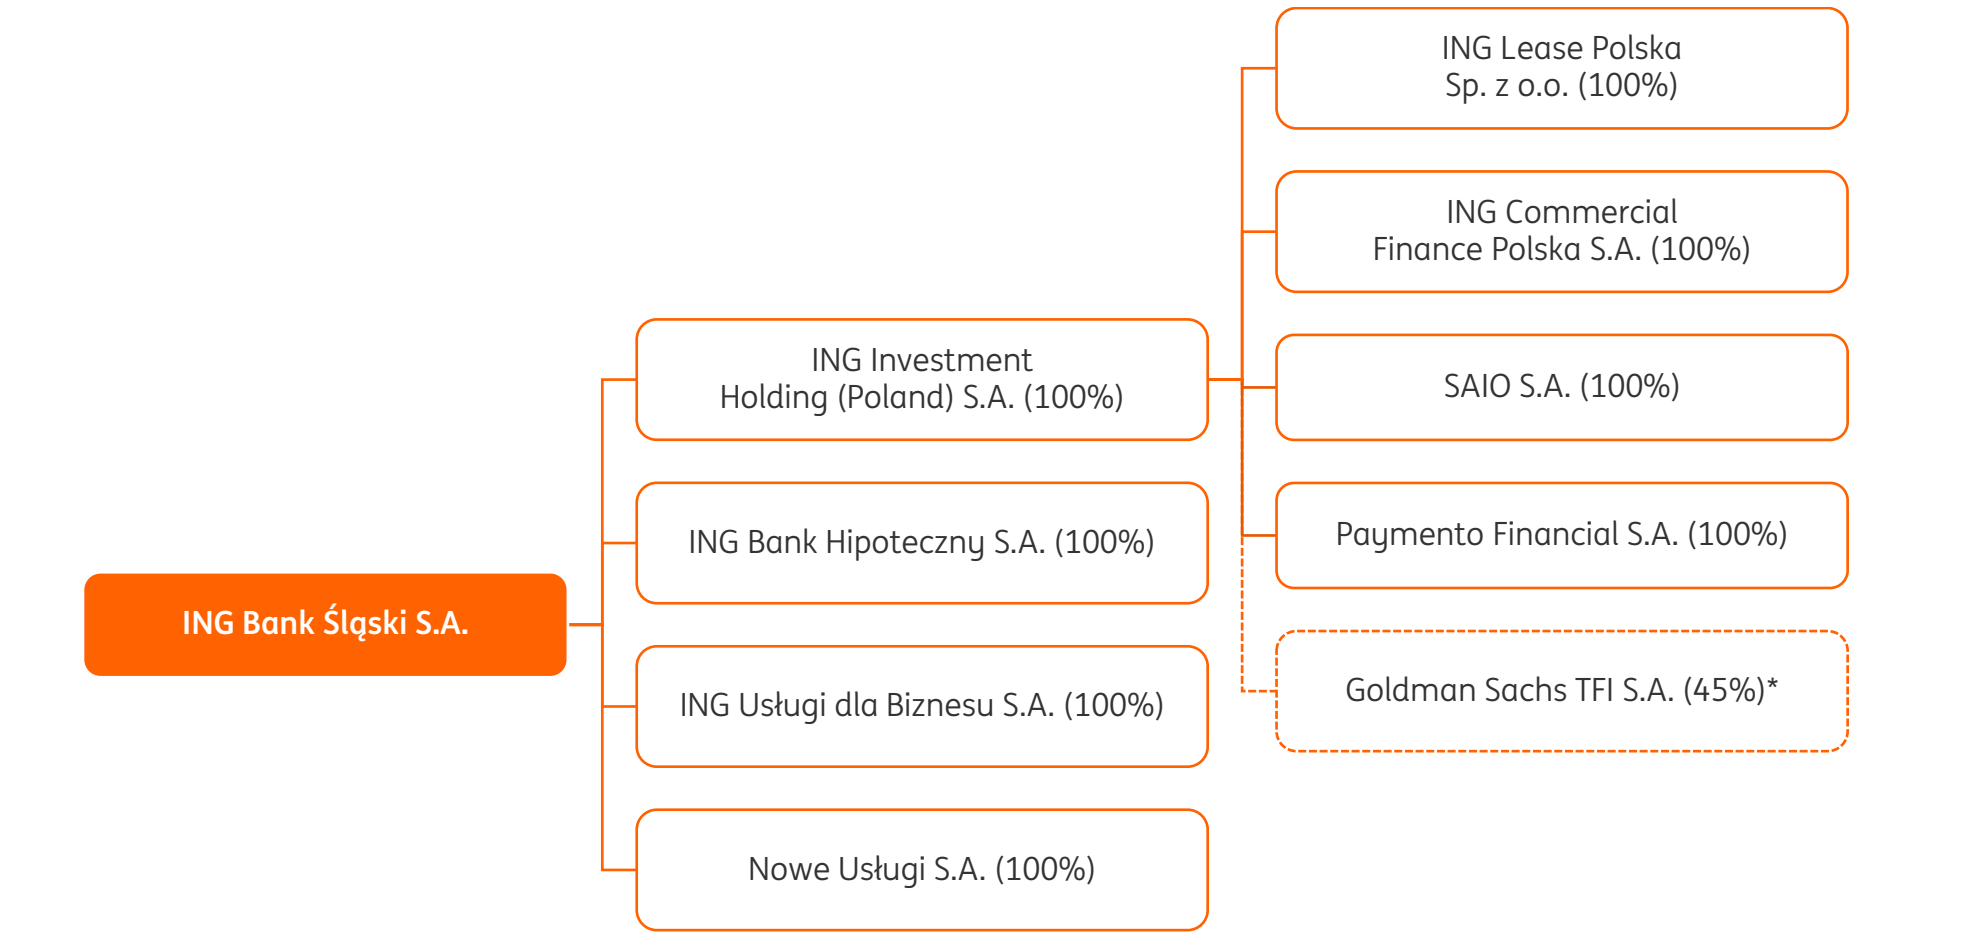 ING Bank Śląski S.A.
ING Investment
Holding (Poland) S.A. (100%)
ING Bank Hipoteczny S.A. (100%)
ING Usługi dla Biznesu S.A. (100%)
Nowe Usługi S.A. (100%)
ING Lease Polska
Sp. z o.o. (100%)
ING Commercial
Finance Polska S.A. (100%)
SAIO S.A. (100%)
Paymento Financial S.A. (100%)
Goldman Sachs TFI S.A. (45%)*